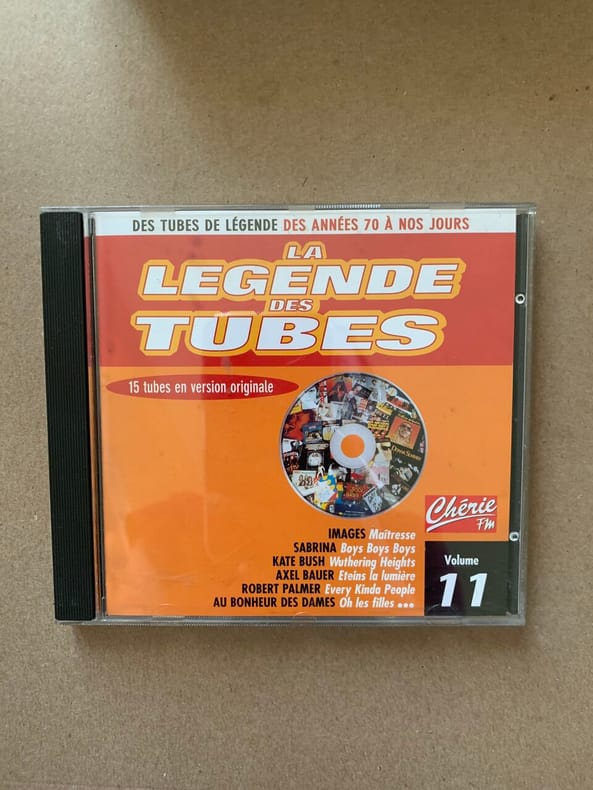 DES TUBES DE LÉGENDE DES ANNÉES 70 À NOS JOURS
LA
LEGENDE
DES
TUBES
15 tubes en version originale
Chérie
FM
IMAGES Maîtresse
SABRINA Boys Boys Boys
KATE BUSH Wuthering Heights
AXEL BAUER Eteins la lumière
ROBERT PALMER Every Kinda People
AU BONHEUR DES DAMES Oh les filles ...
Volume
11